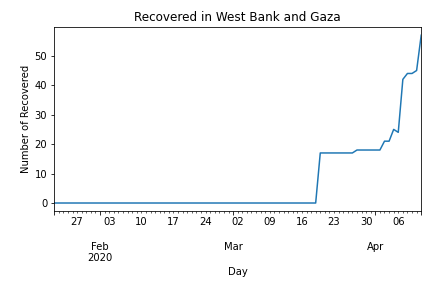 Recovered in West Bank and Gaza
Number of Recovered
50
40
30
20
10
0
27 03 10 17 24 02 09 16 23 30 06
Feb Mar Apr
2020
Day